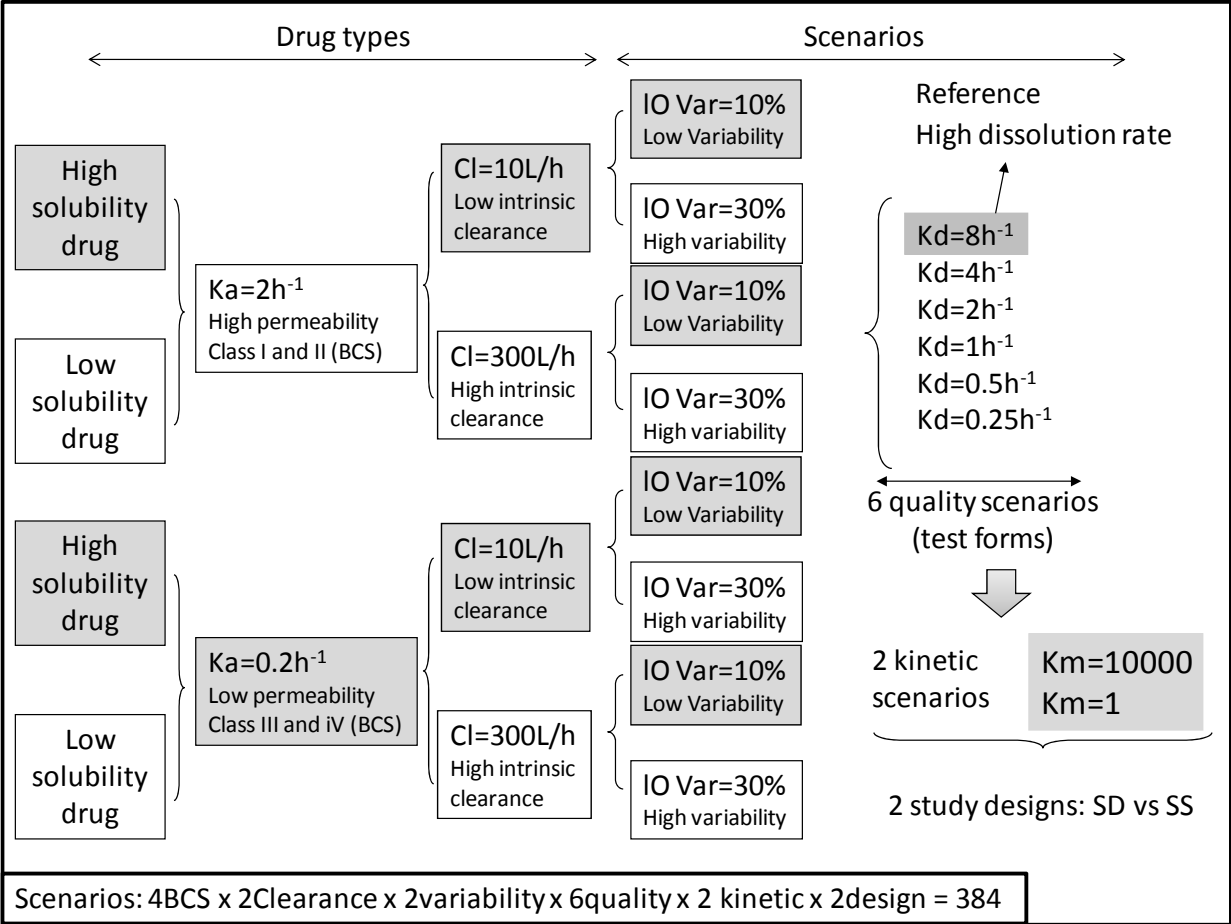 Drug types
Scenarios
High
solubility
drug
Low
solubility
drug
Ka=2h-1
High permeability
Class I and II (BCS)
Cl=10L/h
Low intrinsic
clearance
Cl=300L/h
High intrinsic
clearance
IO Var=10%
Low Variability
IO Var=30%
High variability
IO Var=10%
Low Variability
IO Var=30%
High variability
High
solubility
drug
Low
solubility
drug
Ka=0.2h-1
Low permeability
Class III and iV (BCS)
Cl=10L/h
Low intrinsic
clearance
Cl=300L/h
High intrinsic
clearance
IO Var=10%
Low Variability
IO Var=30%
High variability
IO Var=10%
Low Variability
IO Var=30%
High variability
Reference
High dissolution rate
Kd=8h-1
Kd=4h-1
Kd=2h-1
Kd=1h-1
Kd=0.5h-1
Kd=0.25h-1
6 quality scenarios
(test forms)
2 kinetic
scenarios
Km=10000
Km=1
2 study designs: SD vs SS
Scenarios: 4BCS x 2Clearance x 2variability x 6quality x 2 kinetic x 2design = 384